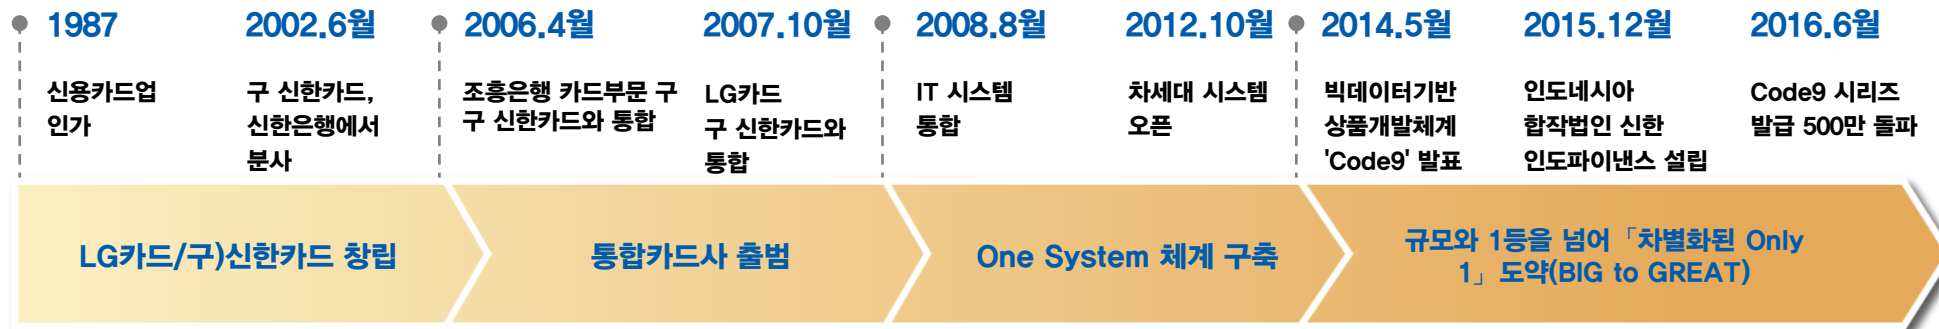 1987
신용카드업
인가
2002.6월
구 신한카드,
신한은행에서
분사
2006.4월
조흥은행 카드부문 구
구 신한카드와 통합
2007.10월
LG카드
구 신한카드와
통합
2008.8월
IT 시스템
통합
2012.10월
차세대 시스템
오픈
2014.5월
빅데이터기반
상품개발체계
'Code9' 발표
2015.12월
인도네시아
합작법인 신한
인도파이낸스 설립
2016.6월
Code9 시리즈
발급 500만 돌파
LG카드/구)신한카드 창립
통합카드사 출범
One System 체계 구축
규모와 1등을 넘어「차별화된 Only
1」도약(BIG to GREAT)